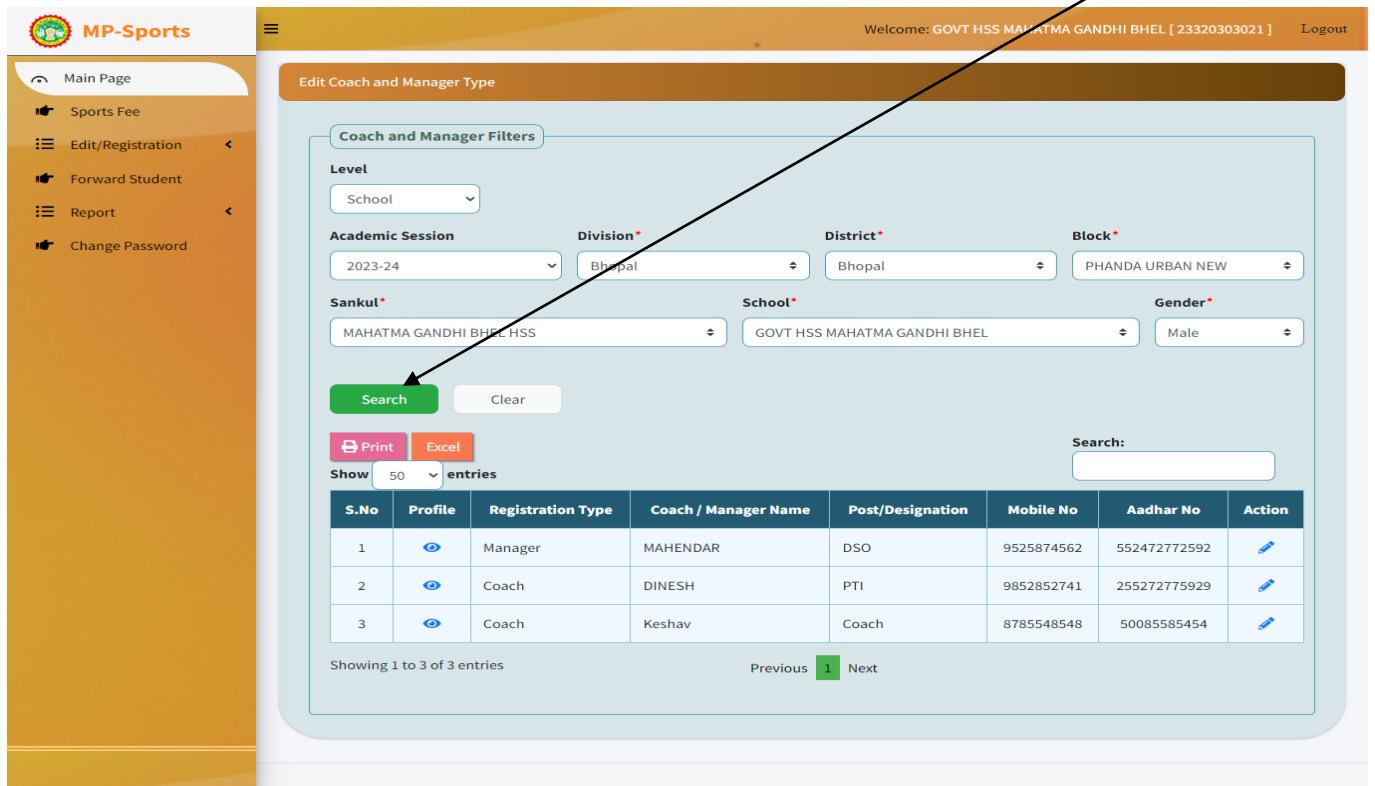 MP-Sports
Welcome: GOVT HSS MAHATMA GANDHI BHEL [ 23320303021 ] Logout
Main Page
Sports Fee
Edit/Registration
Forward Student
Report
Change Password
Edit Coach and Manager Type
Coach and Manager Filters
Level
School
Academic Session Division* District* Block*
2023-24 Bhopal Bhopal PHANDA URBAN NEW
Sankul* School* Gender*
MAHATMA GANDHI BHEL HSS GOVT HSS MAHATMA GANDHI BHEL Male
Search Clear
Print Excel Search:
Show 50 entries
S.No Profile Registration Type Coach / Manager Name Post/Designation Mobile No Aadhar No Action
1 Manager MAHENDAR DSO 9525874562 552472772592
2 Coach DINESH PTI 9852852741 255272775929
3 Coach Keshav Coach 8785548548 50085585454
Showing 1 to 3 of 3 entries Previous 1 Next